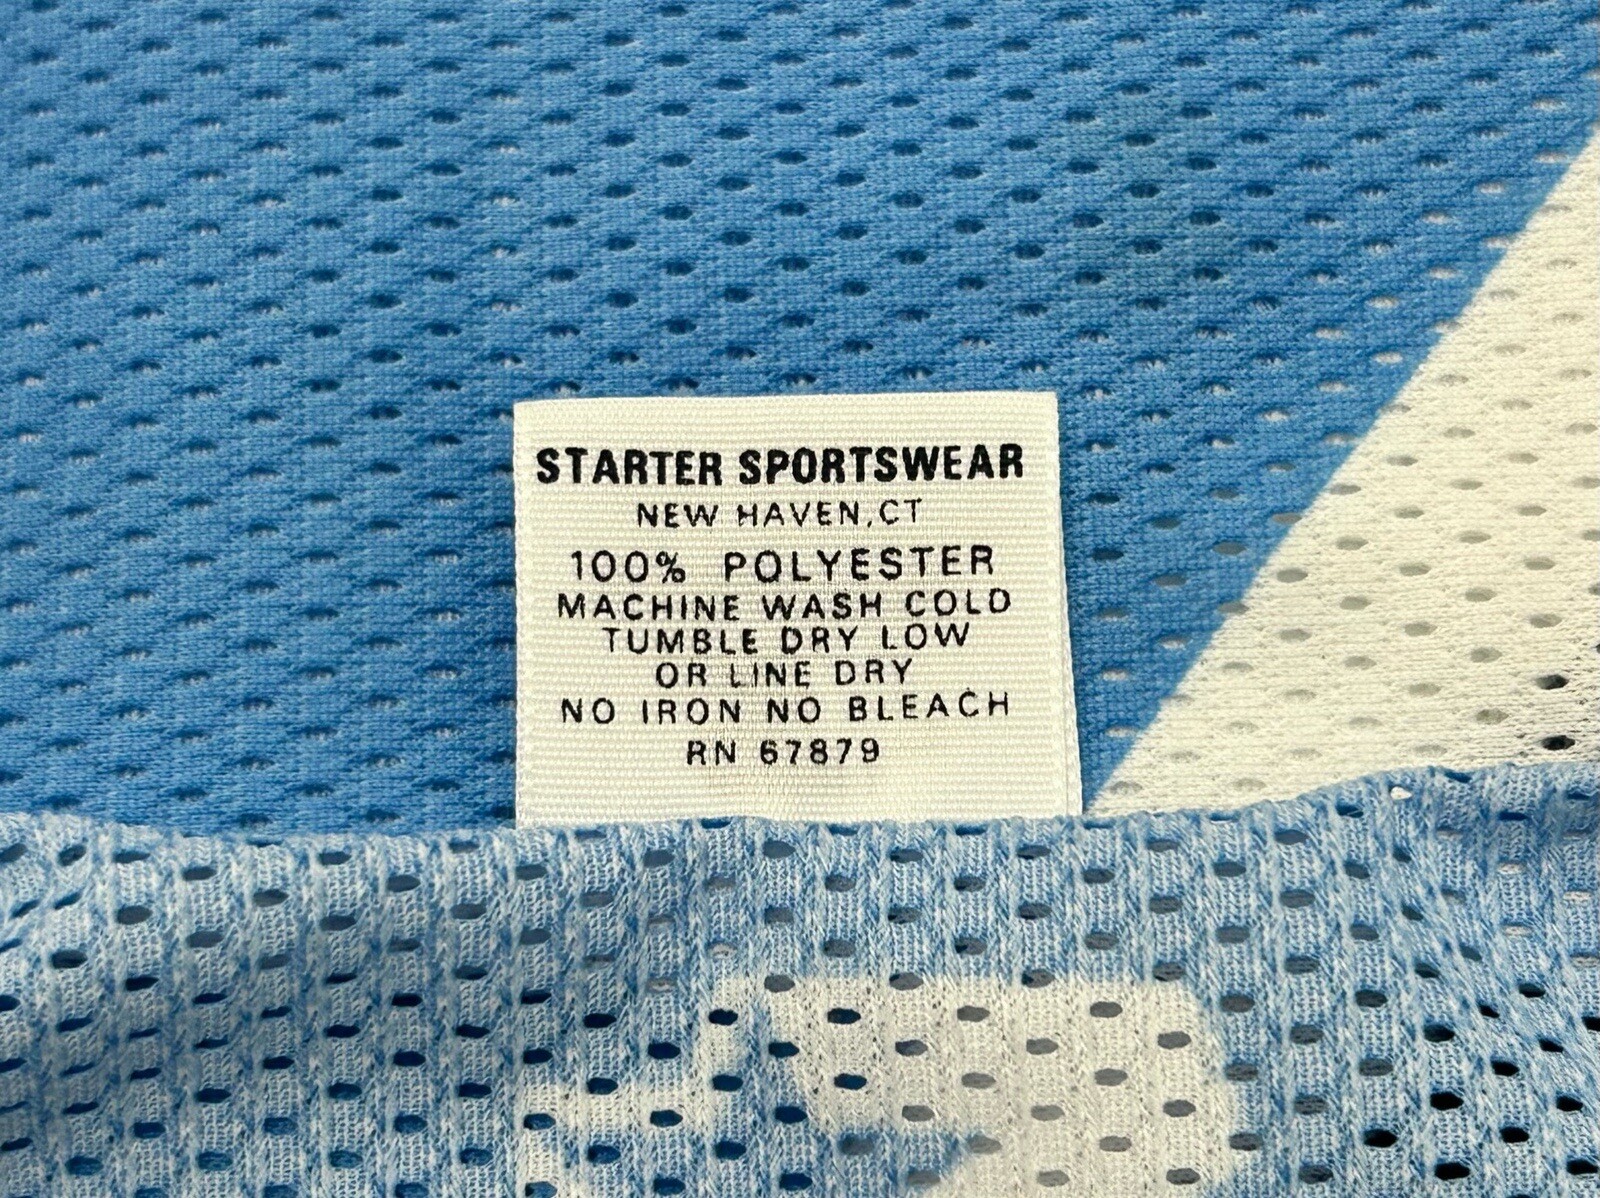 STARTER SPORTSWEAR
NEW HAVEN, CT
100% POLYESTER
MACHINE WASH COLD
TUMBLE DRY LOW
OR LINE DRY
NO IRON NO BLEACH
RN 67879